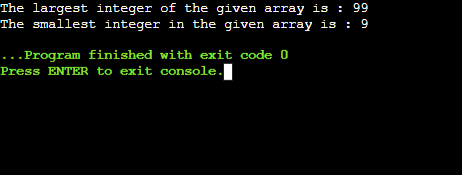 The largest integer of the given array is : 99
The smallest integer in the given array is : 9
...Program finished with exit code 0
Press ENTER to exit console.